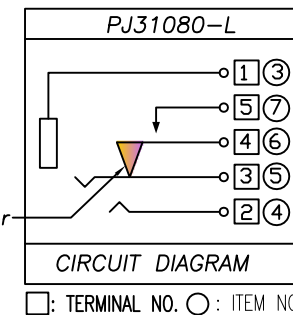 PJ31080-L
1 3
5 7
4 6
3 5
r
2 4
CIRCUIT DIAGRAM
□: TERMINAL NO. ○: ITEM NO